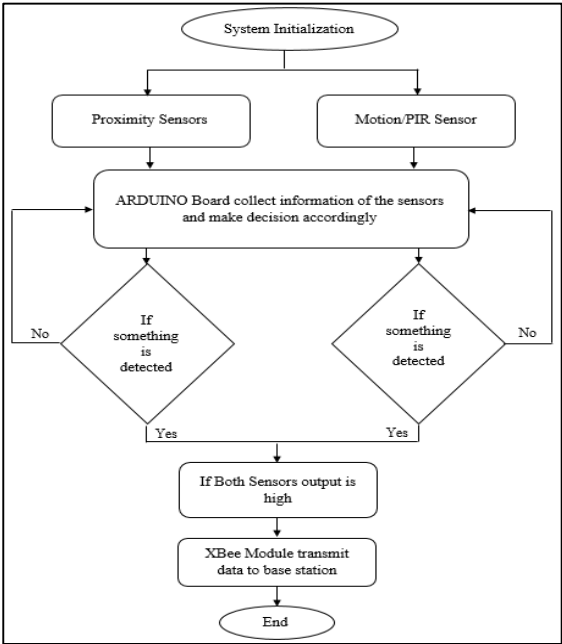 System Initialization
Proximity Sensors
Motion/PIR Sensor
ARDUINO Board collect information of the sensors
and make decision accordingly
If
something
is
detected
No
If
something
is
detected
No
Yes
Yes
If Both Sensors output is
high
XBee Module transmit
data to base station
End